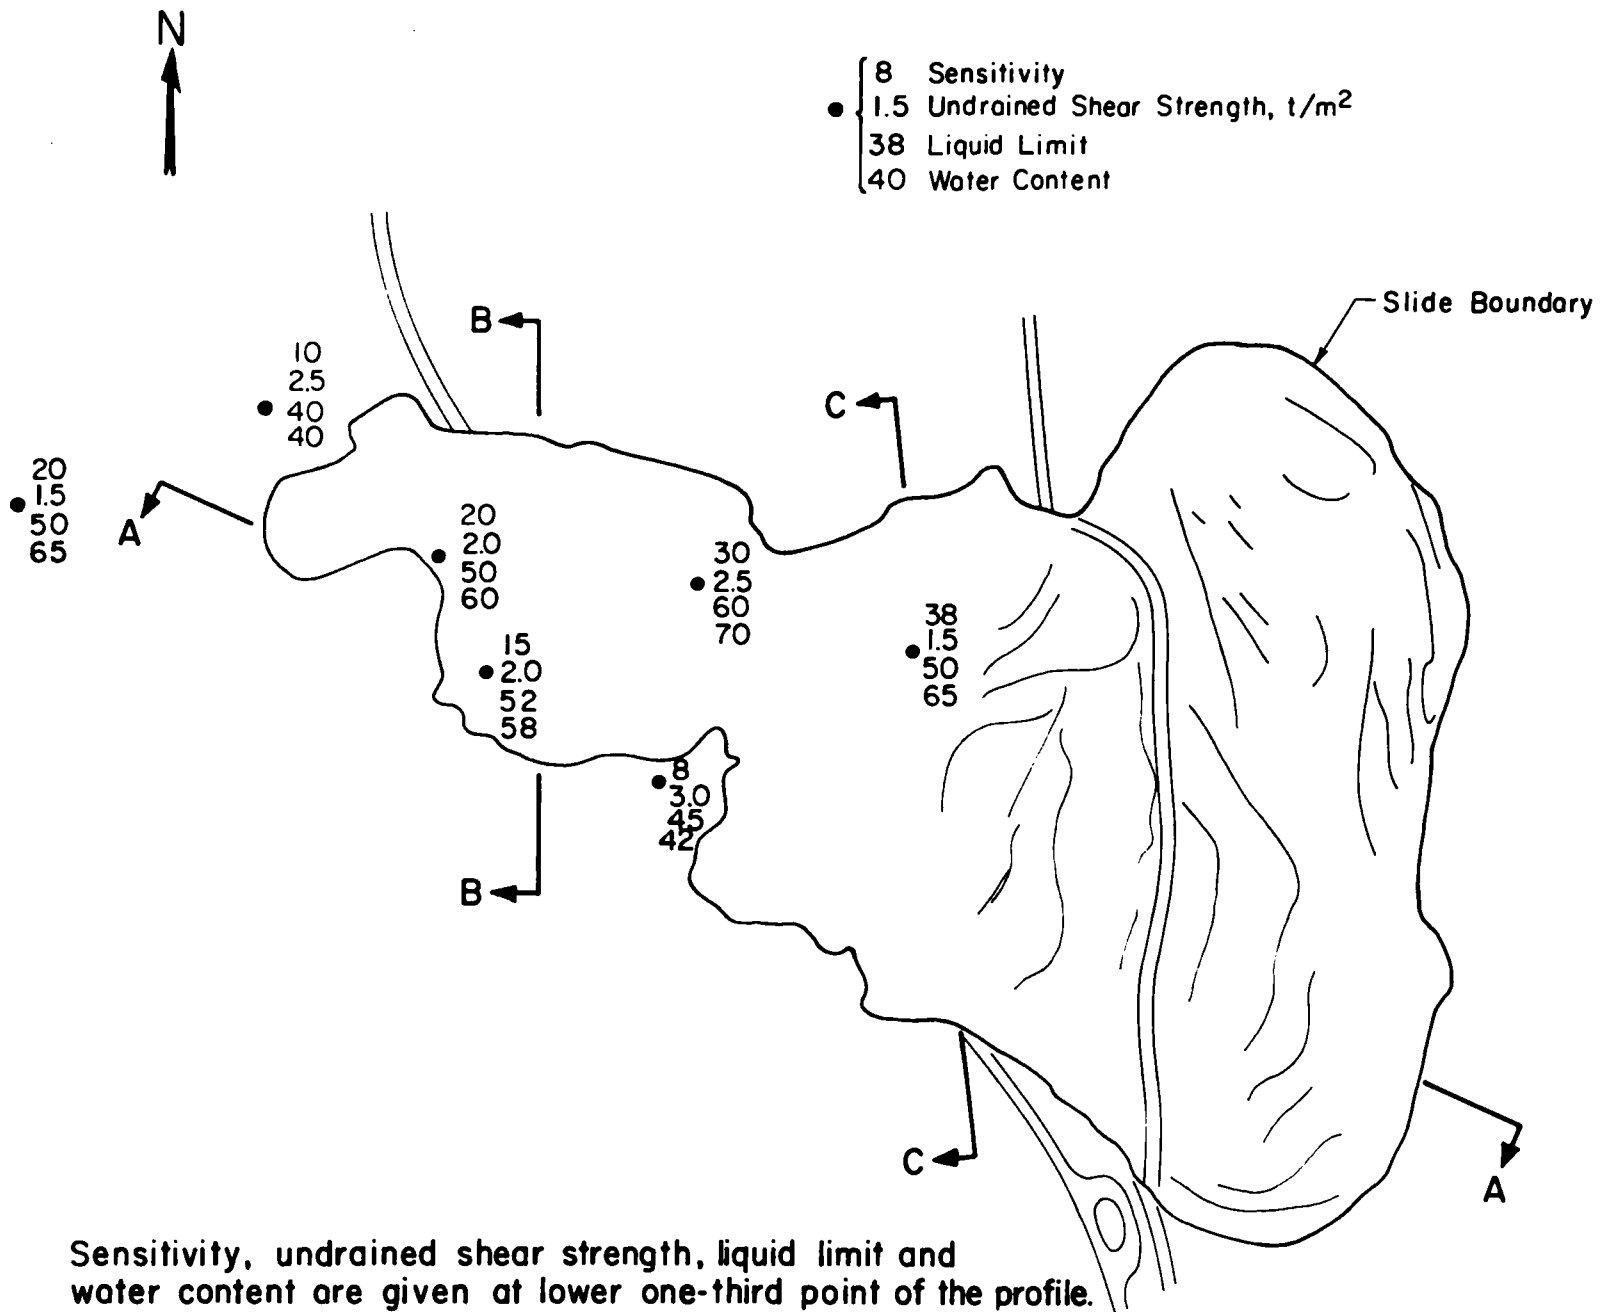 N
8 Sensitivity
1.5 Undrained Shear Strength, t/m²
38 Liquid Limit
40 Water Content
Slide Boundary
B
C
10
2.5
40
40
20
1.5
50
65
A
20
2.0
50
60
30
2.5
60
70
38
1.5
50
65
15
2.0
52
58
8
3.0
45
42
B
C
A
Sensitivity, undrained shear strength, liquid limit and
water content are given at lower one-third point of the profile.